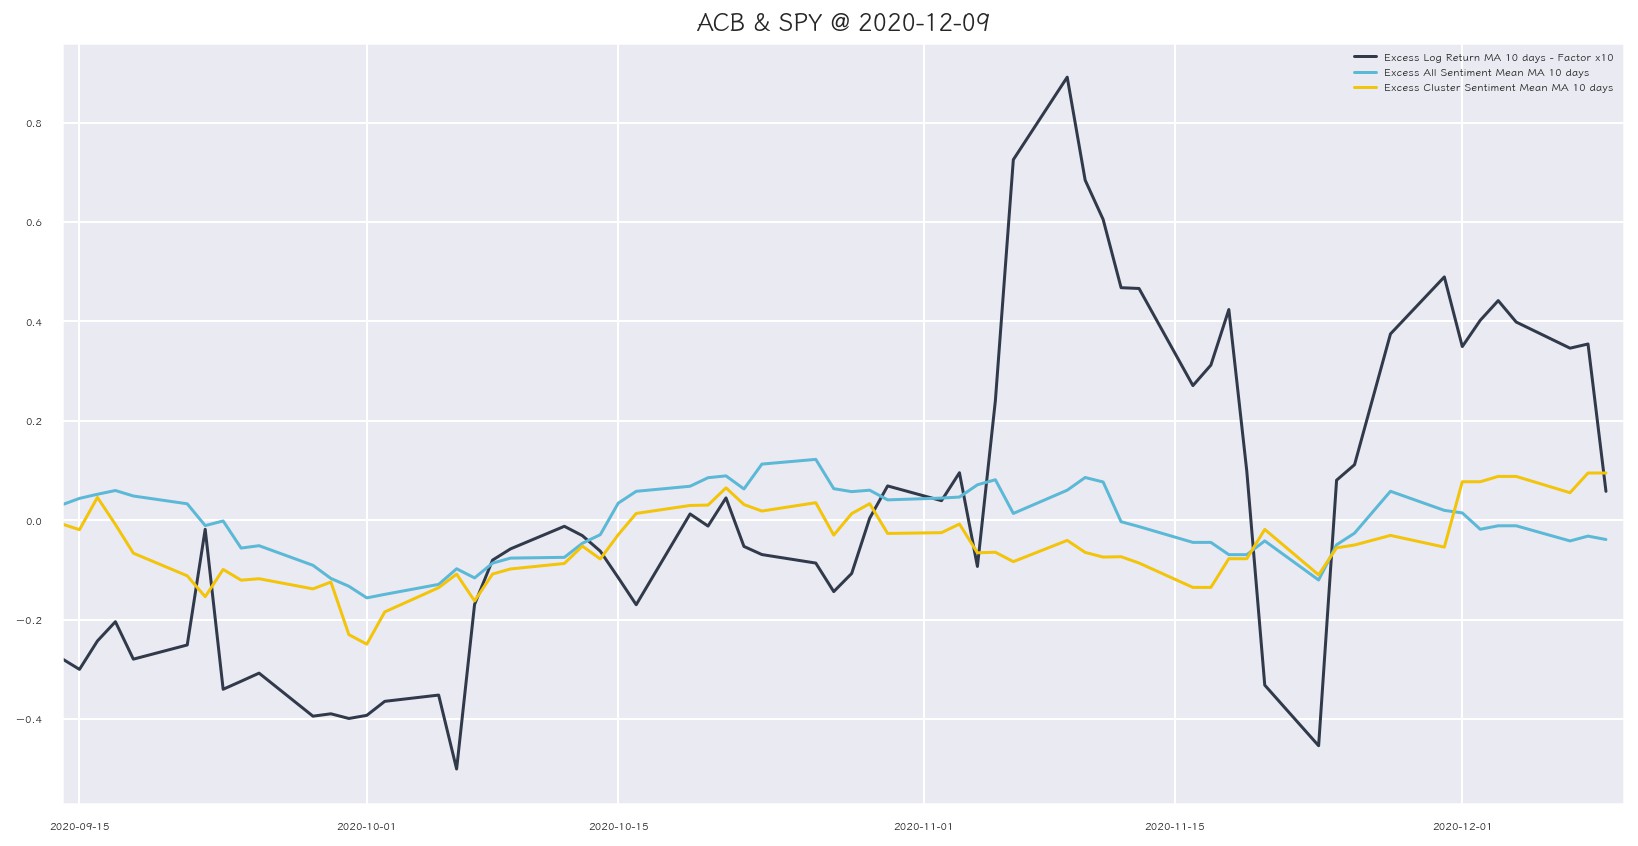 ACB & SPY @ 2020-12-09
Excess Log Return MA 10 days - Factor x10
Excess All Sentiment Mean MA 10 days
Excess Cluster Sentiment Mean MA 10 days
0.8
0.6
0.4
0.2
0.0
−0.2
−0.4
2020-09-15 2020-10-01 2020-10-15 2020-11-01 2020-11-15 2020-12-01